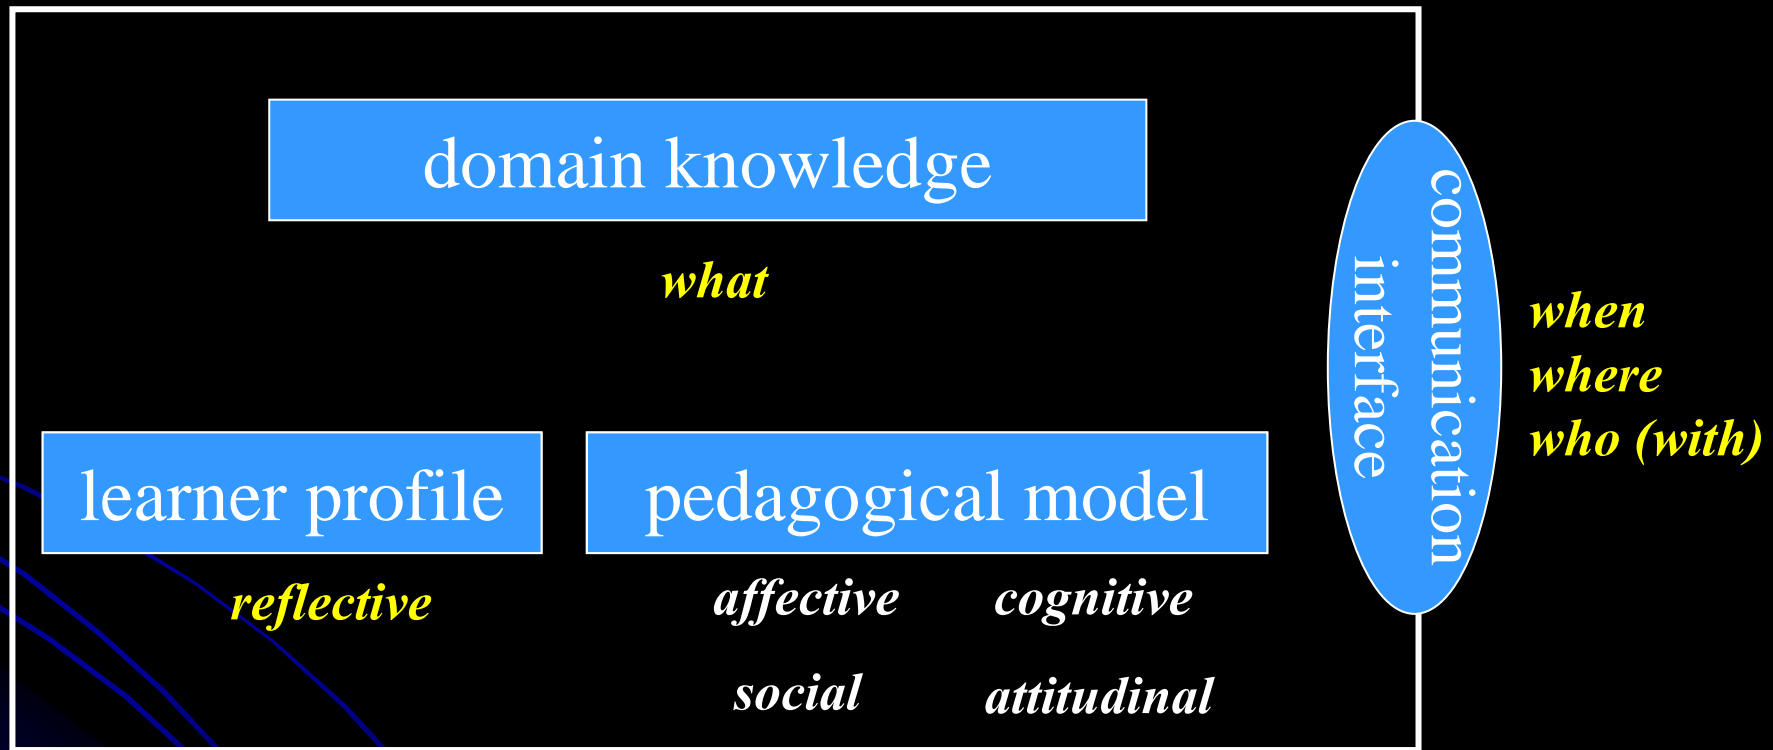 domain knowledge
what
learner profile
pedagogical model
reflective
affective
cognitive
social
attitudinal
communication
interface
when
where
who (with)